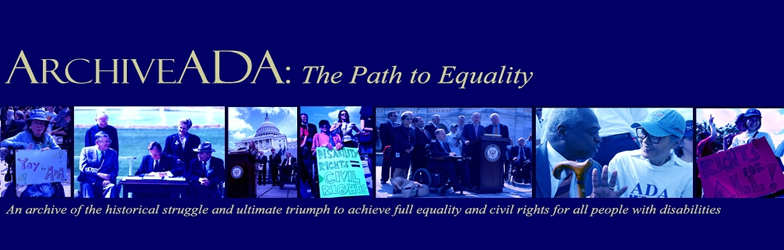 ARCHIVEADA: The Path to Equality
Yay
ADA
DISABILITY
RIGHTS =
CIVIL
RIGHTS
ADA
An archive of the historical struggle and ultimate triumph to achieve full equality and civil rights for all people with disabilities